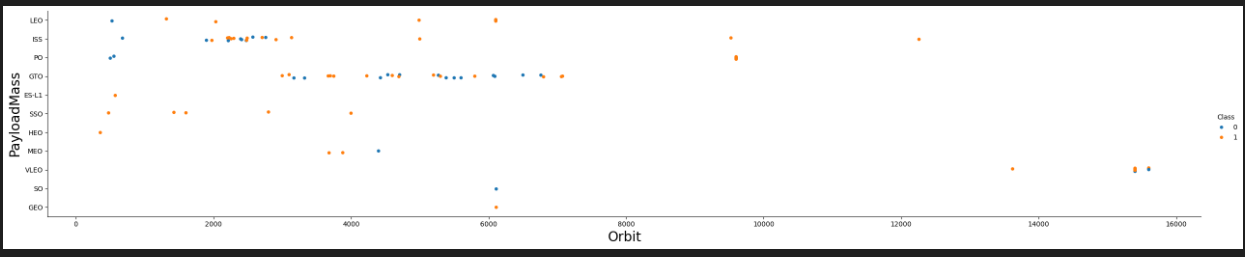 PayloadMass
LEO
ISS
PO
GTO
ES-L1
SSO
HEO
MEO
VLEO
SO
GEO
0 2000 4000 6000 8000 10000 12000 14000 16000
Orbit
Class
0
1